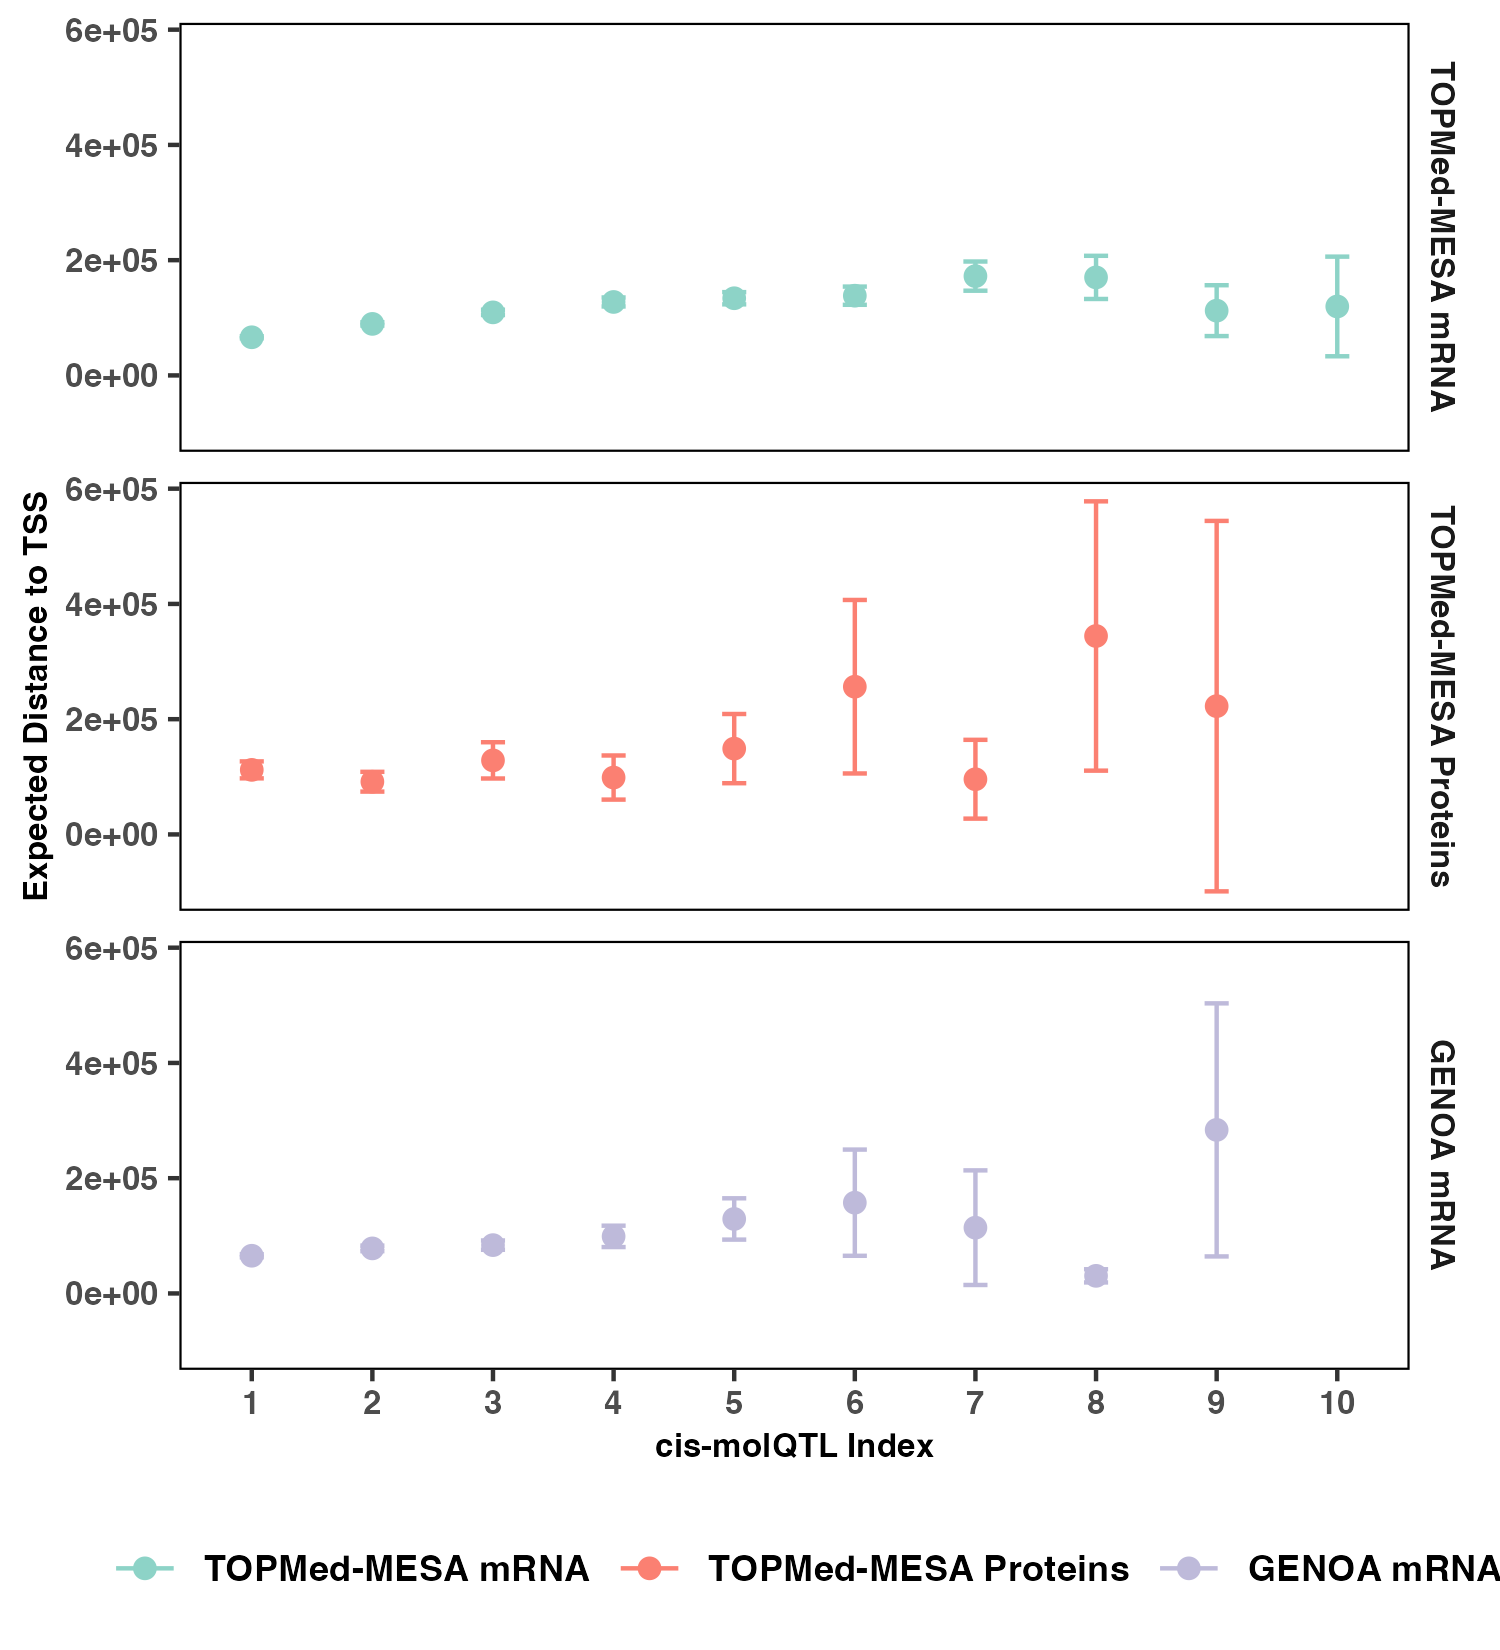 6e+05
4e+05
2e+05
0e+00
TOPMed-MESA mRNA
Expected Distance to TSS
6e+05
4e+05
2e+05
0e+00
TOPMed-MESA Proteins
6e+05
4e+05
2e+05
0e+00
GENOA mRNA
1 2 3 4 5 6 7 8 9 10
cis-molQTL Index
TOPMed-MESA mRNA TOPMed-MESA Proteins GENOA mRNA